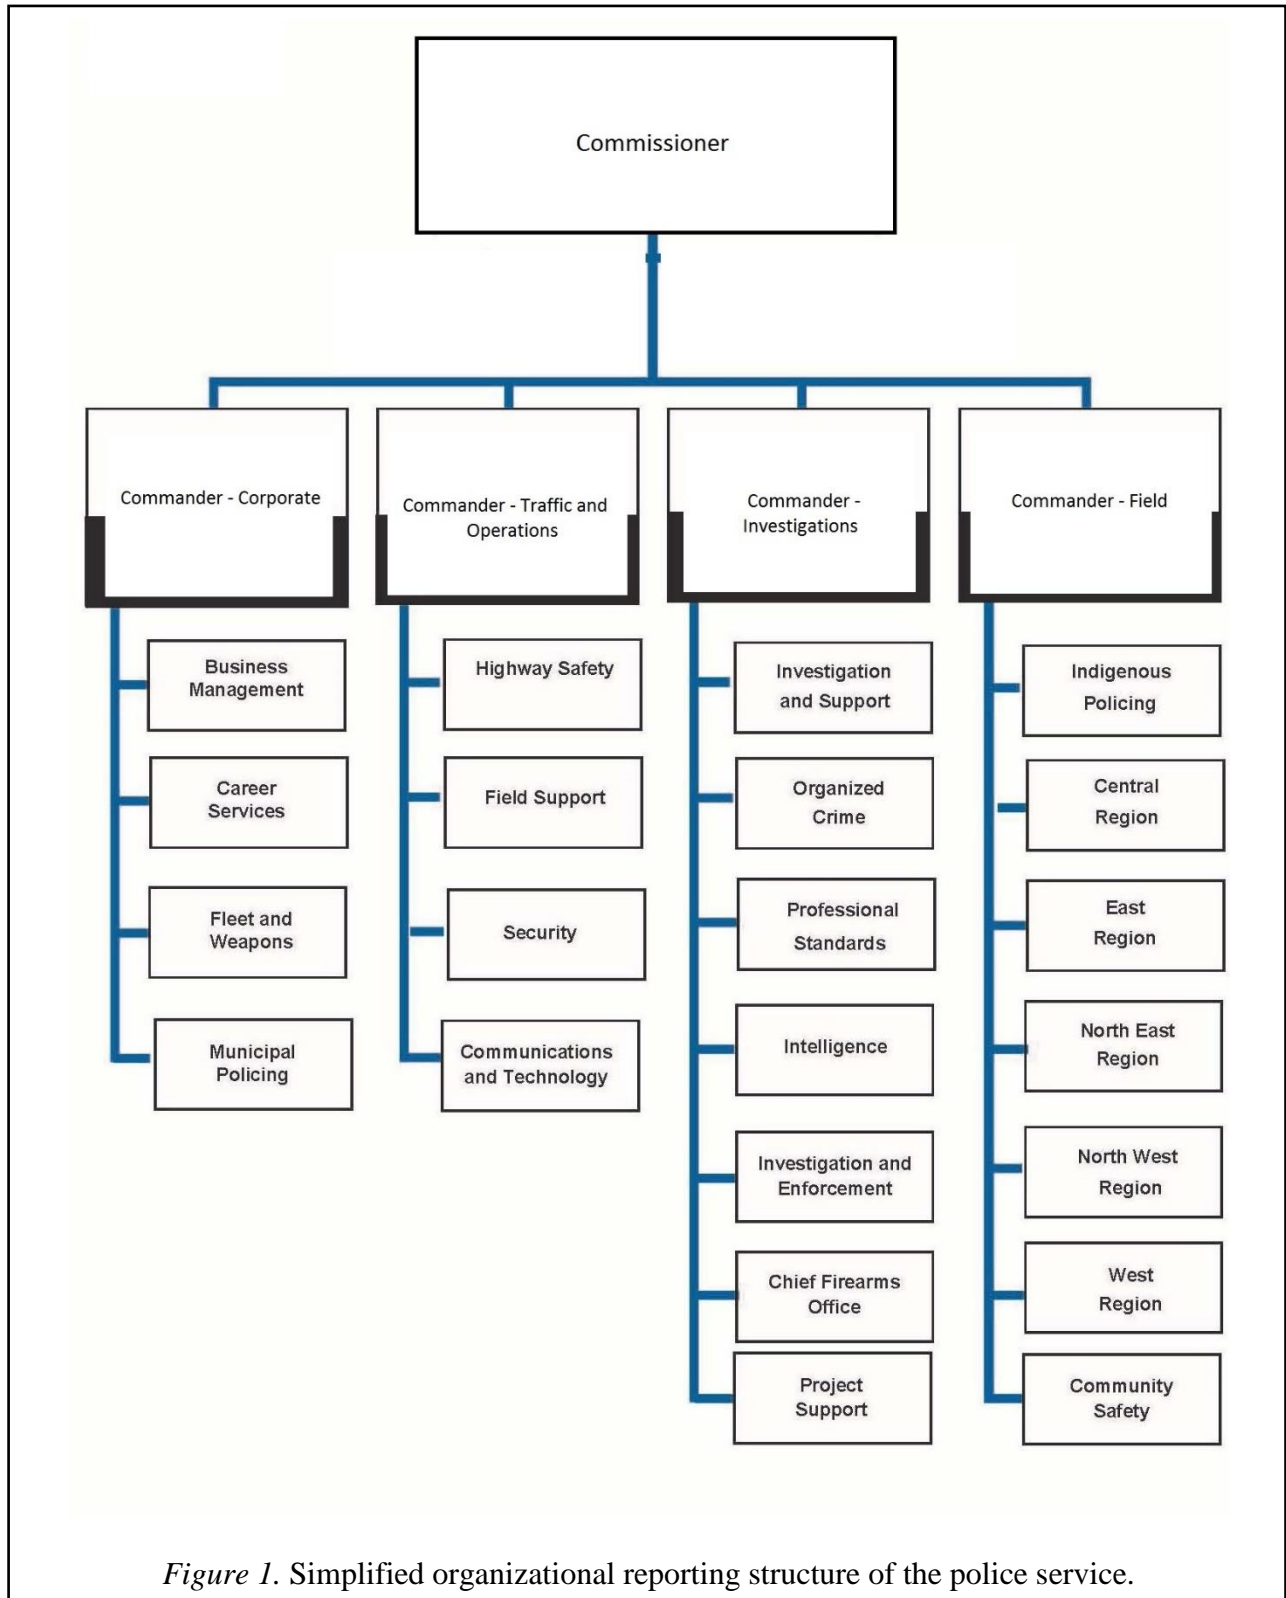 Commissioner
Commander - Corporate
Business
Management
Career
Services
Fleet and
Weapons
Municipal
Policing
Commander - Traffic and
Operations
Highway Safety
Field Support
Security
Communications
and Technology
Commander -
Investigations
Investigation
and Support
Organized
Crime
Professional
Standards
Intelligence
Investigation and
Enforcement
Chief Firearms
Office
Project
Support
Commander - Field
Indigenous
Policing
Central
Region
East
Region
North East
Region
North West
Region
West
Region
Community
Safety
Figure 1. Simplified organizational reporting structure of the police service.